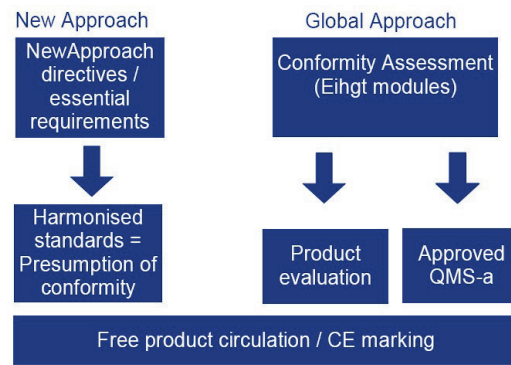 New Approach
NewApproach
directives /
essential
requirements
Harmonised
standards =
Presumption of
conformity
Global Approach
Conformity Assessment
(Eihgt modules)
Product
evaluation
Approved
QMS-a
Free product circulation / CE marking